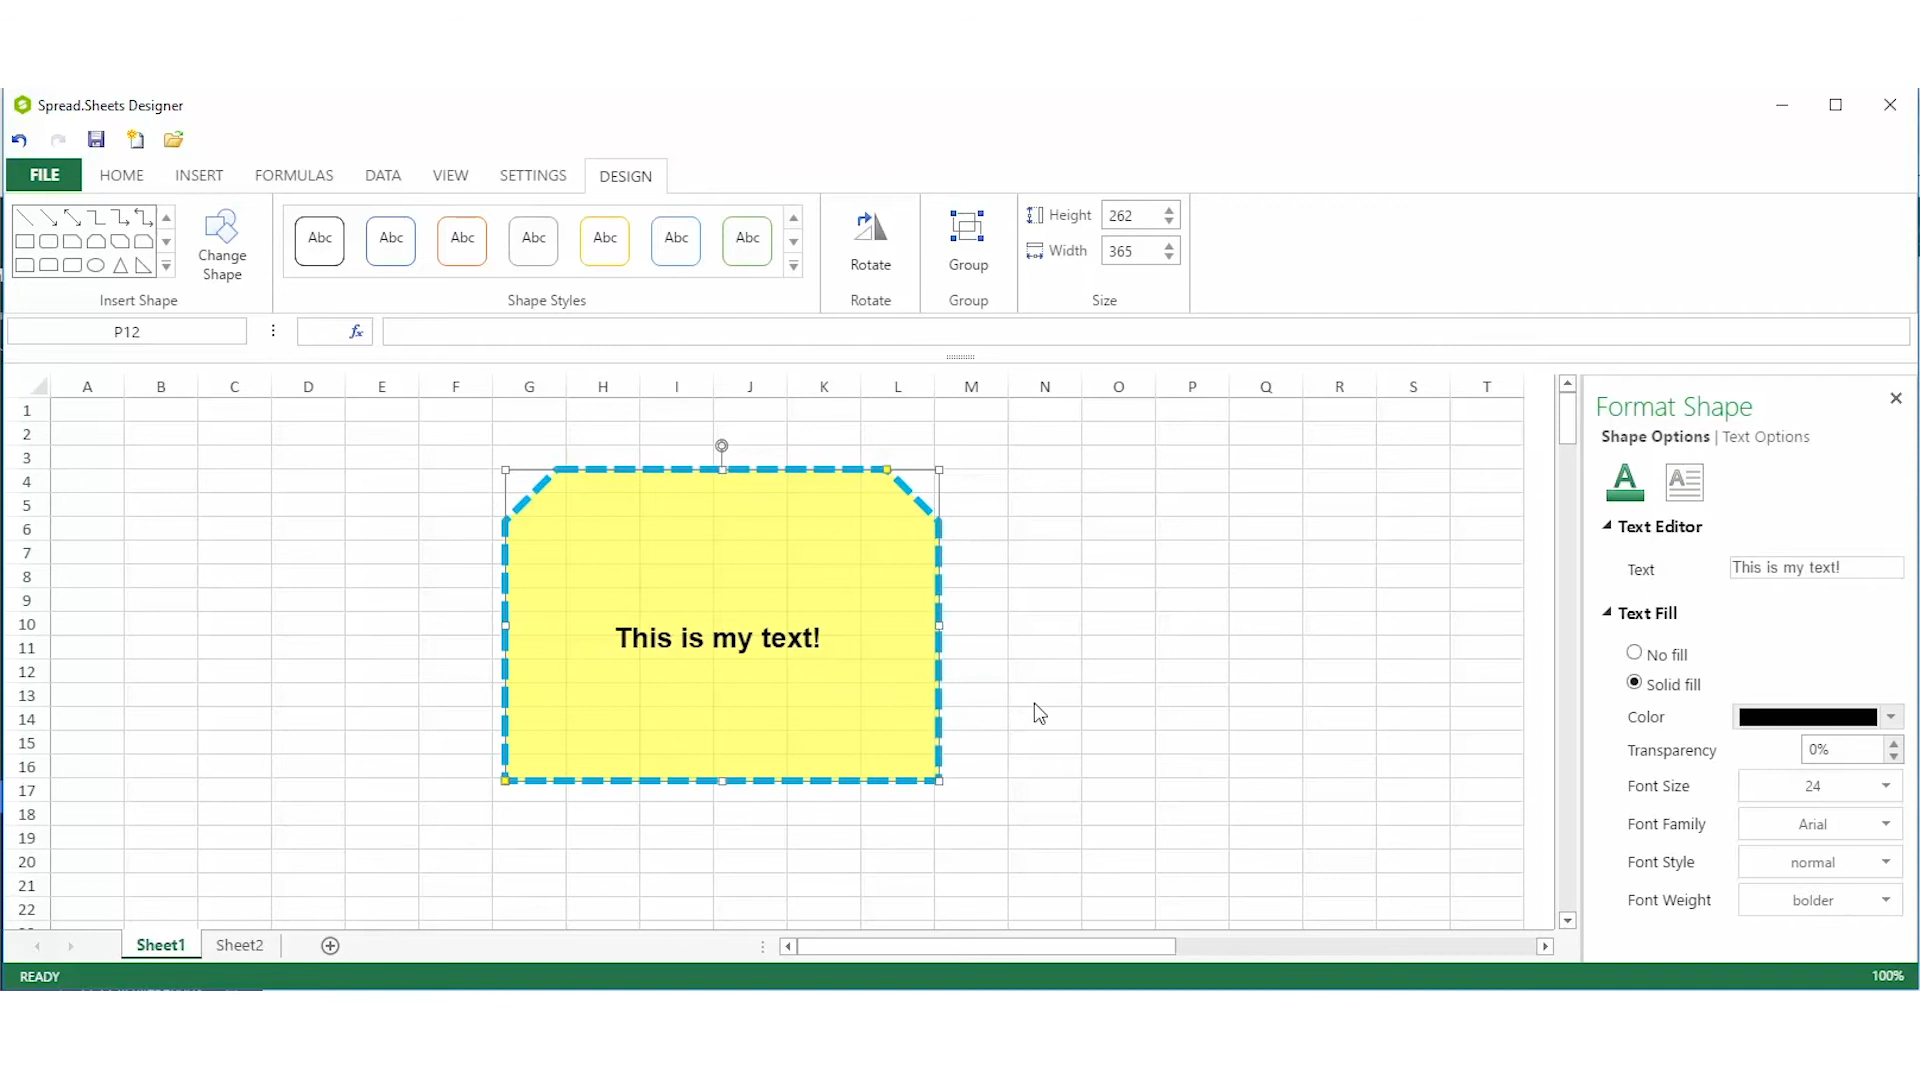 Spread.Sheets Designer
FILE HOME INSERT FORMULAS DATA VIEW SETTINGS DESIGN
Change Shape
Abc Abc Abc Abc Abc Abc Abc
Rotate
Group
Height 262
Width 365
Insert Shape
Shape Styles
Rotate
Group
Size
P12
fx
A B C D E F G H I J K L M N O P Q R S T
1
2
3
4
5
6
7
8
9
10
11
12
13
14
15
16
17
18
19
20
21
22
This is my text!
Format Shape
Shape Options | Text Options
A A
Text Editor
Text This is my text!
Text Fill
No fill
Solid fill
Color
Transparency 0%
Font Size 24
Font Family Arial
Font Style normal
Font Weight bolder
Sheet1 Sheet2
READY 100%